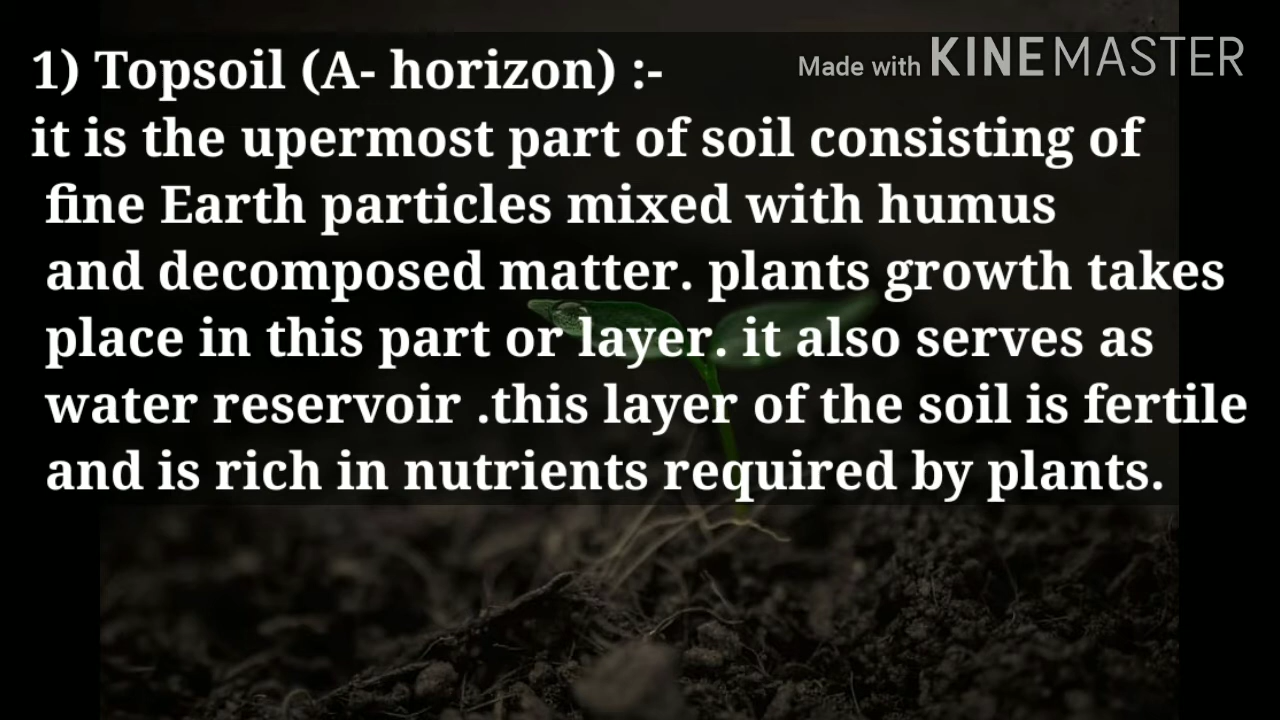 1) Topsoil (A- horizon) :-
Made with KINEMASTER
it is the upermost part of soil consisting of
fine Earth particles mixed with humus
and decomposed matter. plants growth takes
place in this part or layer. it also serves as
water reservoir .this layer of the soil is fertile
and is rich in nutrients required by plants.